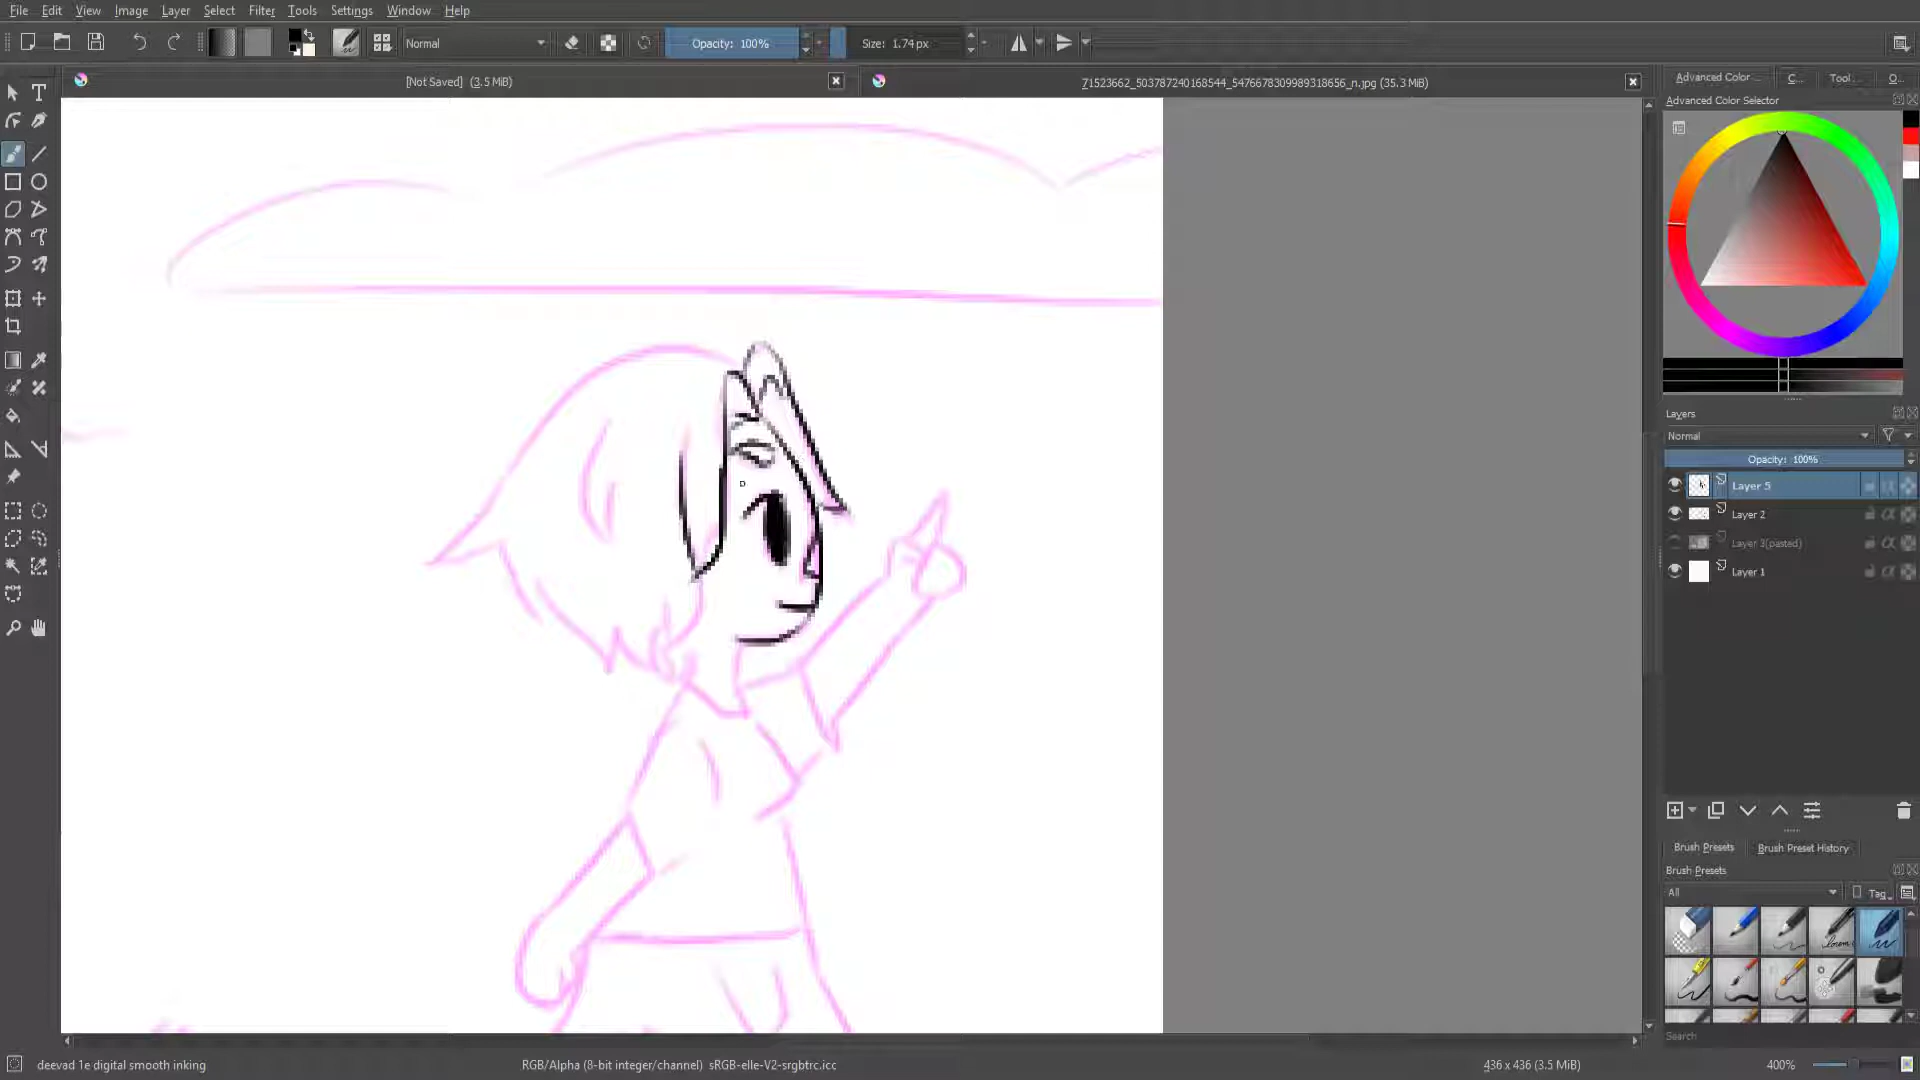 File Edit View Image Layer Select Filter Tools Settings Window Help
Normal Opacity: 100% Size: 1.74 px
[Not Saved] (3.5 MiB)
71523662_503787240168544_5476678309989318656_n.jpg (35.3 MiB)
Advanced Color ... C... Tool ... O...
Advanced Color Selector
Layers
Normal
Opacity: 100%
Layer 5
Layer 2
Layer 3(pasted)
Layer 1
Brush Presets Brush Preset History
Brush Presets
All Tag
Search
deevad 1e digital smooth inking RGB/Alpha (8-bit integer/channel) sRGB-elle-V2-srgbtrc.icc 436 x 436 (3.5 MiB) 400%